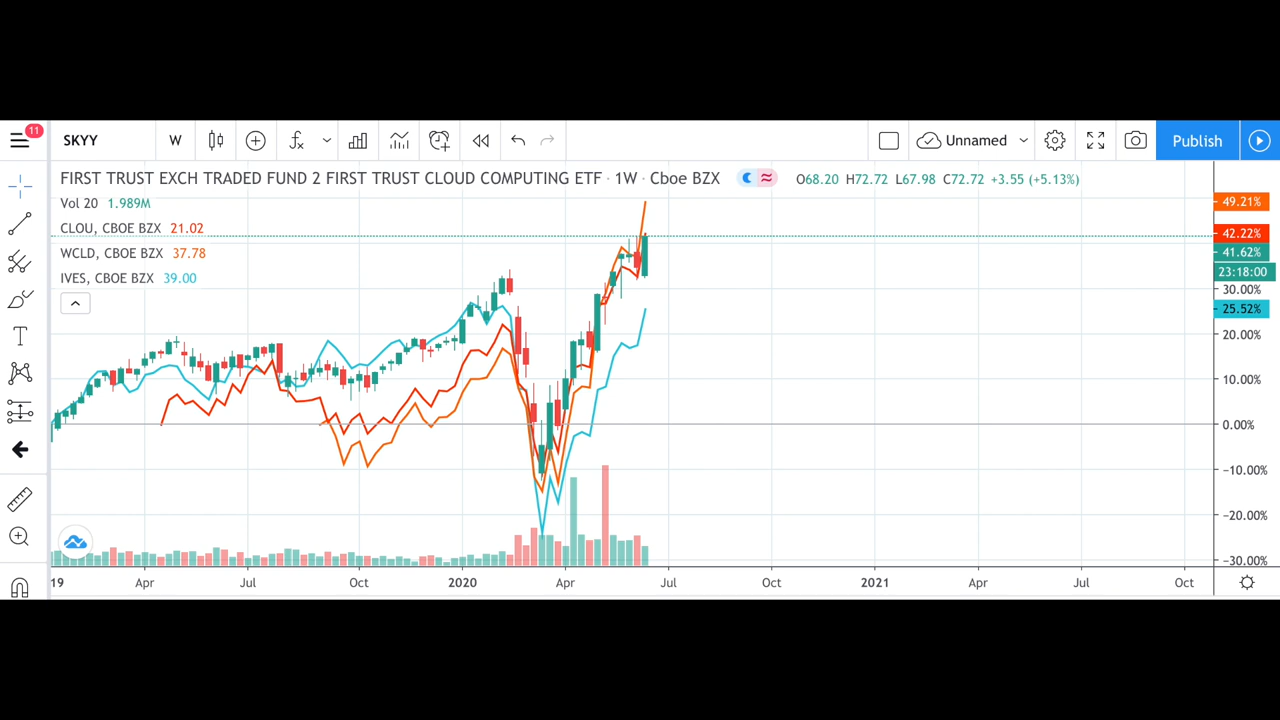 11
SKYY W Unnamed Publish
FIRST TRUST EXCH TRADED FUND 2 FIRST TRUST CLOUD COMPUTING ETF · 1W · Cboe BZX O68.20 H72.72 L67.98 C72.72 +3.55 (+5.13%)
Vol 20 1.989M
CLOU, CBOE BZX 21.02
WCLD, CBOE BZX 37.78
IVES, CBOE BZX 39.00
49.21%
42.22%
41.62%
23:18:00
30.00%
25.52%
20.00%
10.00%
0.00%
−10.00%
−20.00%
−30.00%
19 Apr Jul Oct 2020 Apr Jul Oct 2021 Apr Jul Oct